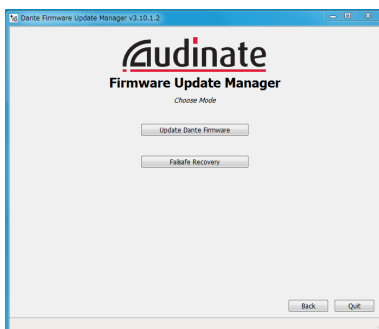 Dante Firmware Update Manager v3.10.1.2
Audinate
Firmware Update Manager
Choose Mode
Update Dante Firmware
Failsafe Recovery
Back Quit